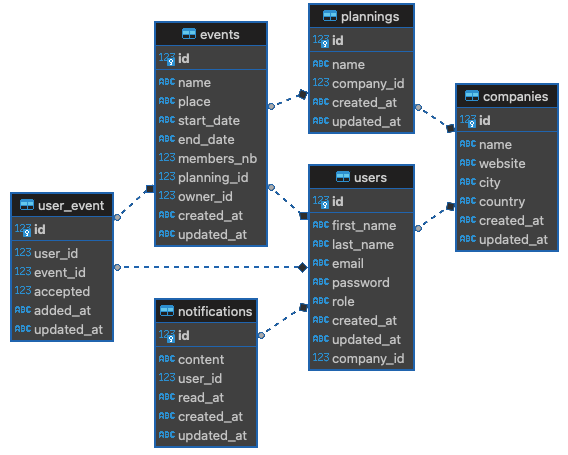 events
123 id
ABC name
ABC place
ABC start_date
ABC end_date
123 members_nb
123 planning_id
123 owner_id
ABC created_at
ABC updated_at
plannings
123 id
ABC name
123 company_id
ABC created_at
ABC updated_at
companies
123 id
ABC name
ABC website
ABC city
ABC country
ABC created_at
ABC updated_at
user_event
123 id
123 user_id
123 event_id
123 accepted
ABC added_at
ABC updated_at
users
123 id
ABC first_name
ABC last_name
ABC email
ABC password
ABC role
ABC created_at
ABC updated_at
123 company_id
notifications
123 id
ABC content
123 user_id
ABC read_at
ABC created_at
ABC updated_at